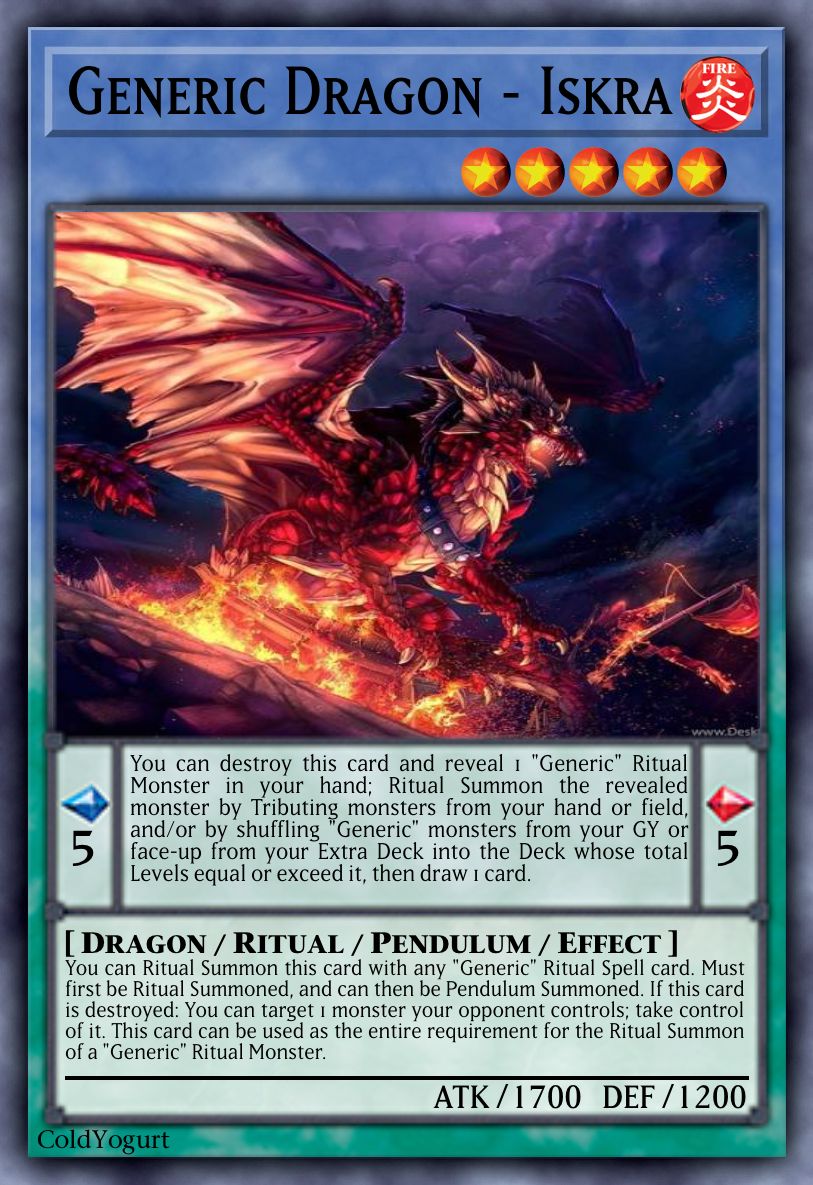 Generic Dragon - Iskra
FIRE
炎
www.Desk
You can destroy this card and reveal 1 "Generic" Ritual
Monster in your hand; Ritual Summon the revealed
monster by Tributing monsters from your hand or field,
and/or by shuffling "Generic" monsters from your GY or
face-up from your Extra Deck into the Deck whose total
Levels equal or exceed it, then draw 1 card.
5
5
[ Dragon / Ritual / Pendulum / Effect ]
You can Ritual Summon this card with any "Generic" Ritual Spell card. Must
first be Ritual Summoned, and can then be Pendulum Summoned. If this card
is destroyed: You can target 1 monster your opponent controls; take control
of it. This card can be used as the entire requirement for the Ritual Summon
of a "Generic" Ritual Monster.
ATK / 1700 DEF / 1200
ColdYogurt